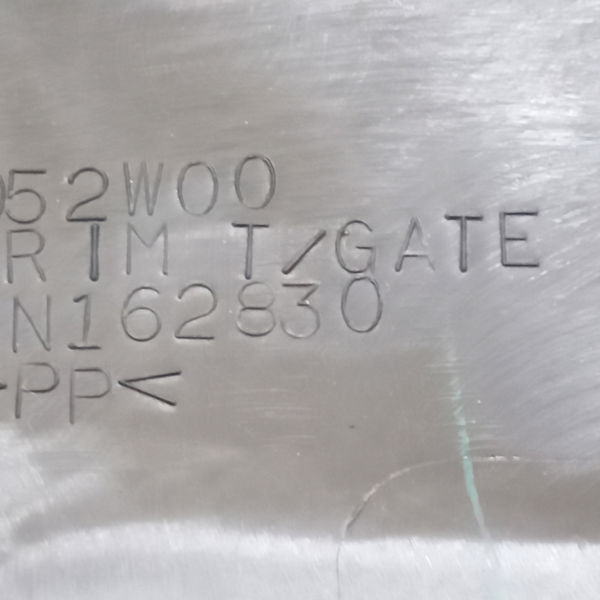 52W00
RIM T/GATE
N162830
>PP<